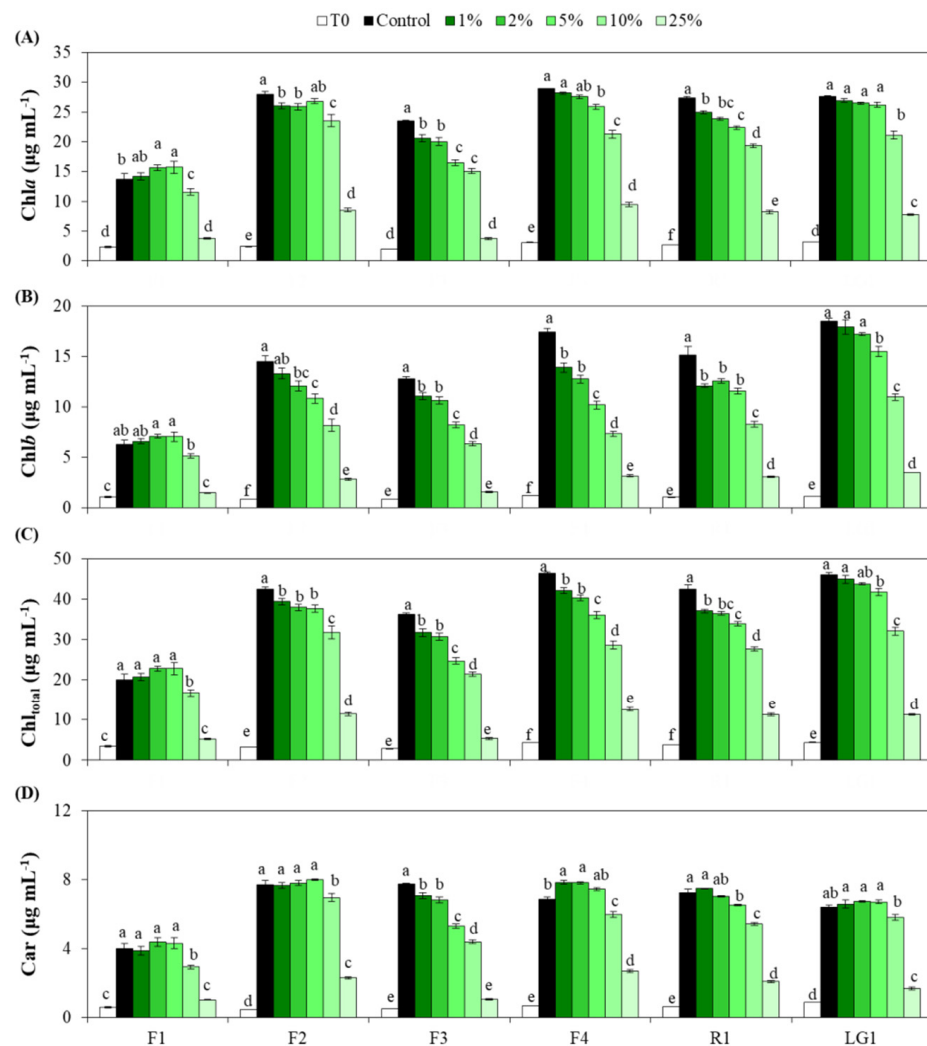 T0 Control 1% 2% 5% 10% 25%
(A)
Chla (µg mL⁻¹)
35
30
25
20
15
10
5
0
d b ab a a c d
e a b b ab c d
d a b b c c d
e a a ab b c d
f a b bc c d e
d a a a a b c
(B)
Chlb (µg mL⁻¹)
20
15
10
5
0
c ab ab a a b c
f a ab bc c d e
e a b b c d e
f a b b c d e
e a b b b c d
e a a a b c d
(C)
Chltotal (µg mL⁻¹)
50
40
30
20
10
0
c a a a a b c
e a b b b c d
e a b b c d e
f a b b c d e
f a b bc c d e
e a a ab b c d
(D)
Car (µg mL⁻¹)
12
8
4
0
c a a a a b c
d a a a a b c
e a b b c d e
e b a a ab c d
e a a ab b c d
d ab a a a b c
F1 F2 F3 F4 R1 LG1